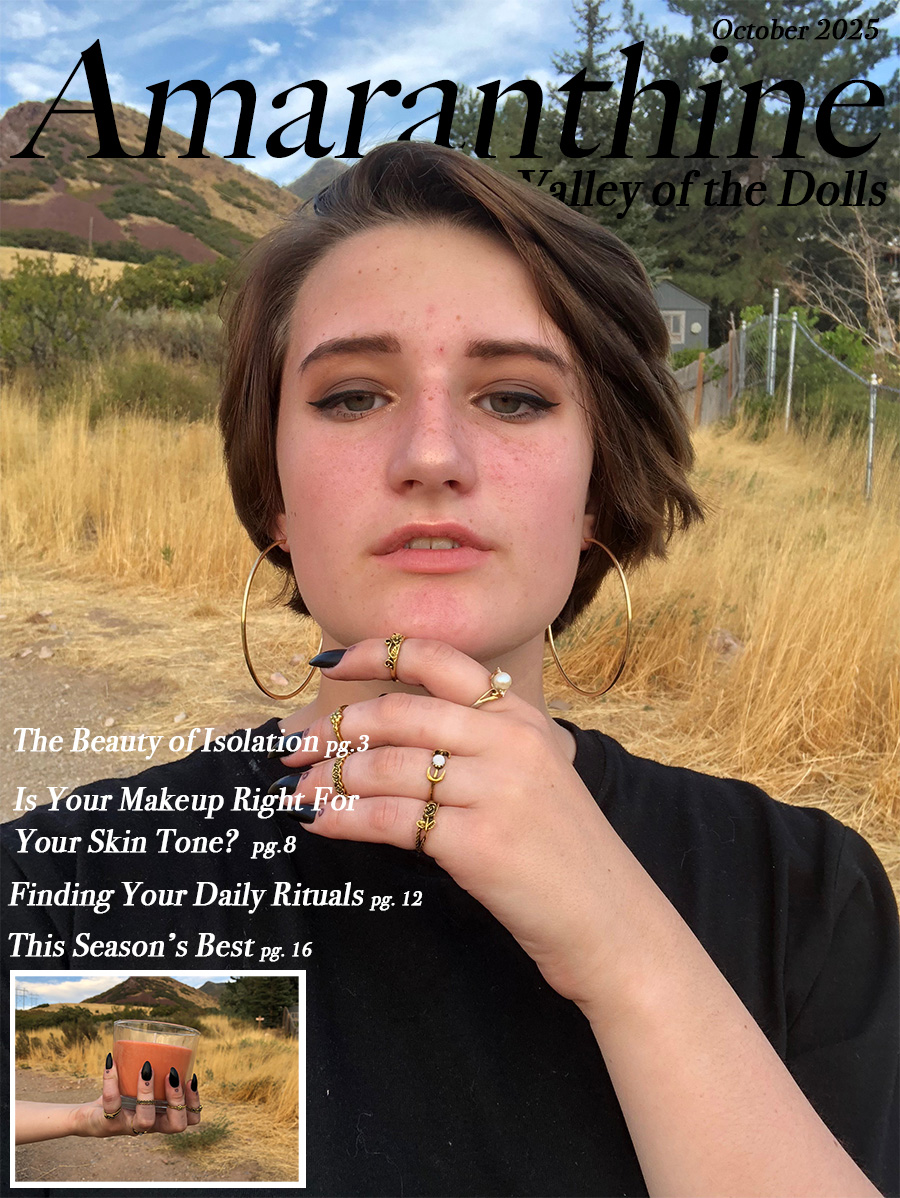 October 2025
Amaranthine
Valley of the Dolls
The Beauty of Isolation pg.3
Is Your Makeup Right For
Your Skin Tone? pg.8
Finding Your Daily Rituals pg. 12
This Season's Best pg. 16